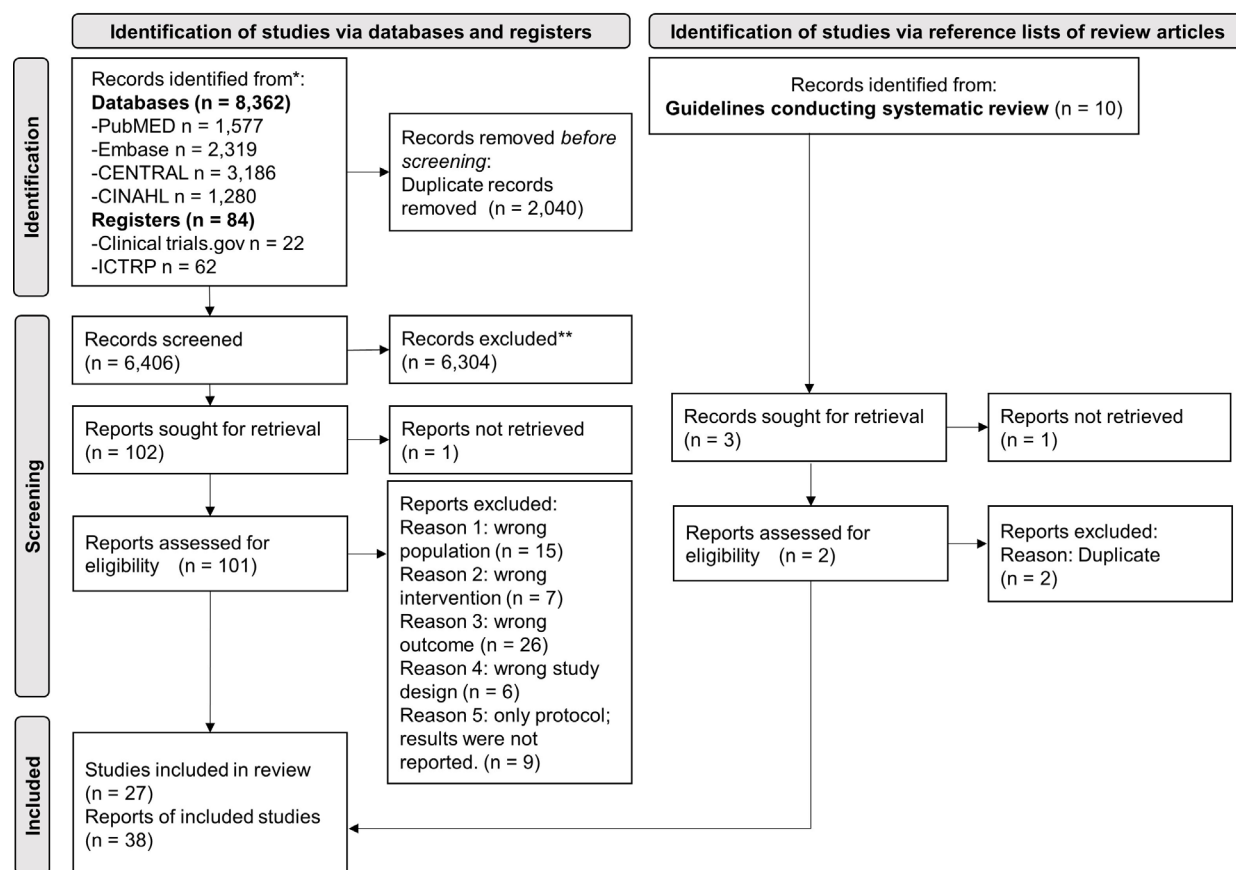 Identification of studies via databases and registers
Identification of studies via reference lists of review articles
Identification
Records identified from*:
Databases (n = 8,362)
-PubMED n = 1,577
-Embase n = 2,319
-CENTRAL n = 3,186
-CINAHL n = 1,280
Registers (n = 84)
-Clinical trials.gov n = 22
-ICTRP n = 62
Records removed before
screening:
Duplicate records
removed (n = 2,040)
Records identified from:
Guidelines conducting systematic review (n = 10)
Screening
Records screened
(n = 6,406)
Records excluded**
(n = 6,304)
Reports sought for retrieval
(n = 102)
Reports not retrieved
(n = 1)
Records sought for retrieval
(n = 3)
Reports not retrieved
(n = 1)
Reports assessed for
eligibility (n = 101)
Reports excluded:
Reason 1: wrong
population (n = 15)
Reason 2: wrong
intervention (n = 7)
Reason 3: wrong
outcome (n = 26)
Reason 4: wrong study
design (n = 6)
Reason 5: only protocol;
results were not
reported. (n = 9)
Reports assessed for
eligibility (n = 2)
Reports excluded:
Reason: Duplicate
(n = 2)
Included
Studies included in review
(n = 27)
Reports of included studies
(n = 38)